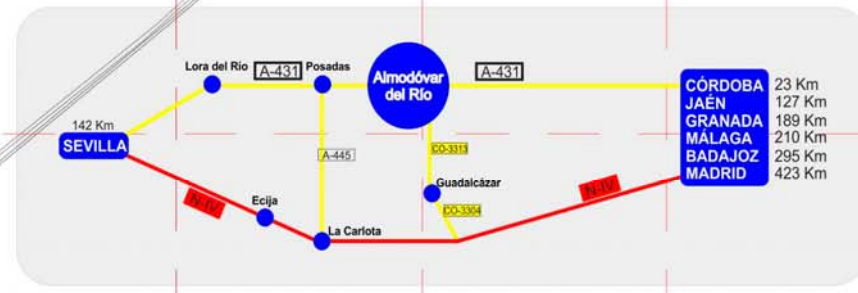 Lora del Río
A-431
Posadas
Almodóvar
del Río
A-431
CÓRDOBA 23 Km
JAÉN 127 Km
GRANADA 189 Km
MÁLAGA 210 Km
BADAJOZ 295 Km
MADRID 423 Km
142 Km
SEVILLA
A-445
CO-3313
Guadalcázar
CO-3304
N-IV
N-IV
Ecija
La Carlota